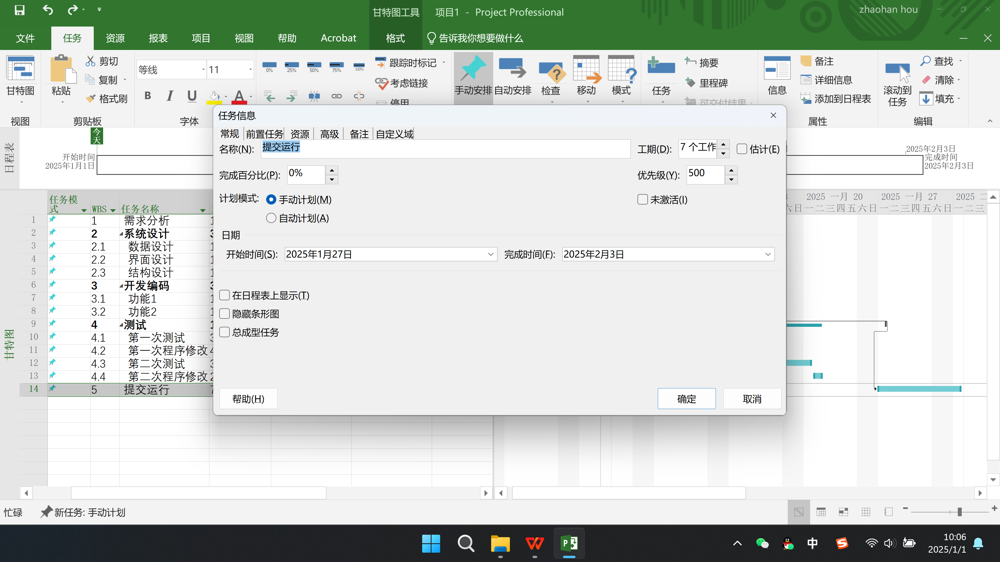 甘特图工具
项目1 - Project Professional
zhaohan hou
文件
任务
资源
报表
项目
视图
帮助
Acrobat
格式
告诉我你想要做什么
甘特图
视图
粘贴
剪切
复制
格式刷
剪贴板
等线
11
B I U A
字体
0%
25%
50%
75%
100%
跟踪时标记
考虑链接
停用
手动安排
自动安排
检查
移动
模式
任务
摘要
里程碑
可交付结果
信息
备注
详细信息
添加到日程表
属性
滚动到
任务
查找
清除
填充
编辑
日程表
今
天
开始时间
2025年1月1日
2025年2月3日
完成时间
2025年2月3日
任务信息
常规
前置任务
资源
高级
备注
自定义域
名称(N):
提交运行
工期(D):
7 个工作
估计(E)
完成百分比(P):
0%
优先级(Y):
500
计划模式:
手动计划(M)
自动计划(A)
未激活(I)
日期
开始时间(S):
2025年1月27日
完成时间(F):
2025年2月3日
在日程表上显示(T)
隐藏条形图
总成型任务
帮助(H)
确定
取消
甘特图
任务模
式
WBS
任务名称
1 1 需求分析
2 2 系统设计
3 2.1 数据设计
4 2.2 界面设计
5 2.3 结构设计
6 3 开发编码
7 3.1 功能1
8 3.2 功能2
9 4 测试
10 4.1 第一次测试
11 4.2 第一次程序修改
12 4.3 第二次测试
13 4.4 第二次程序修改
14 5 提交运行
2025 一月 20
2025 一月 27
2025 二
六 日 一 二 三 四 五 六 日 一 二 三 四 五 六 日 一 二 三
忙碌
新任务: 手动计划
中
10:06
2025/1/1